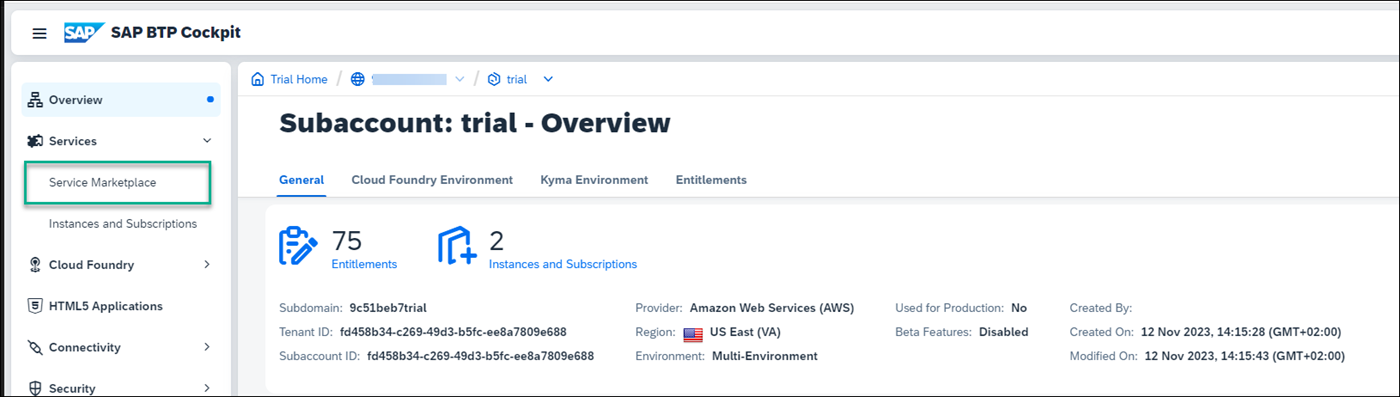 SAP SAP BTP Cockpit
Overview
Services
Service Marketplace
Instances and Subscriptions
Cloud Foundry
HTML5 Applications
Connectivity
Security
Trial Home / / trial
Subaccount: trial - Overview
General Cloud Foundry Environment Kyma Environment Entitlements
75 Entitlements
2 Instances and Subscriptions
Subdomain: 9c51beb7trial
Tenant ID: fd458b34-c269-49d3-b5fc-ee8a7809e688
Subaccount ID: fd458b34-c269-49d3-b5fc-ee8a7809e688
Provider: Amazon Web Services (AWS)
Region: US East (VA)
Environment: Multi-Environment
Used for Production: No
Beta Features: Disabled
Created By:
Created On: 12 Nov 2023, 14:15:28 (GMT+02:00)
Modified On: 12 Nov 2023, 14:15:43 (GMT+02:00)